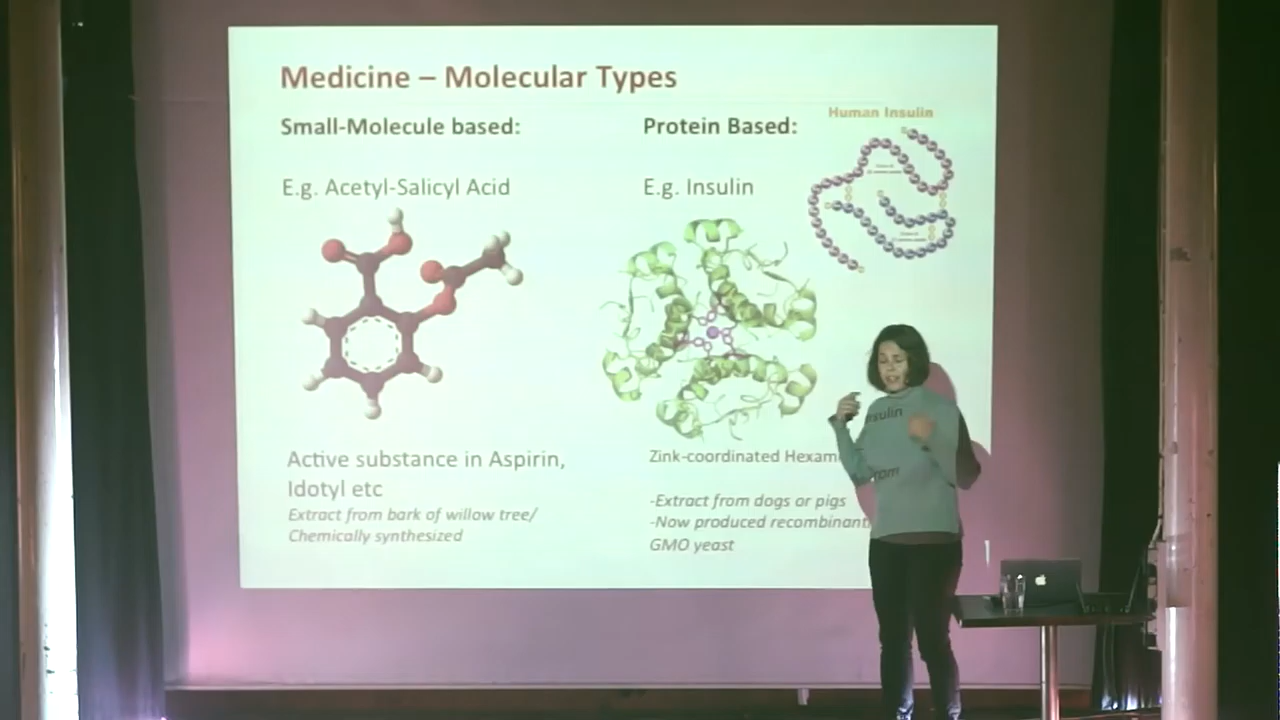 Medicine – Molecular Types
Small-Molecule based:
E.g. Acetyl-Salicyl Acid
Active substance in Aspirin,
Idotyl etc
Extract from bark of willow tree/
Chemically synthesized
Protein Based:
E.g. Insulin
Human Insulin
Zink-coordinated Hexam
insulin
-Extract from dogs or pigs
-Now produced recombinant
from
GMO yeast